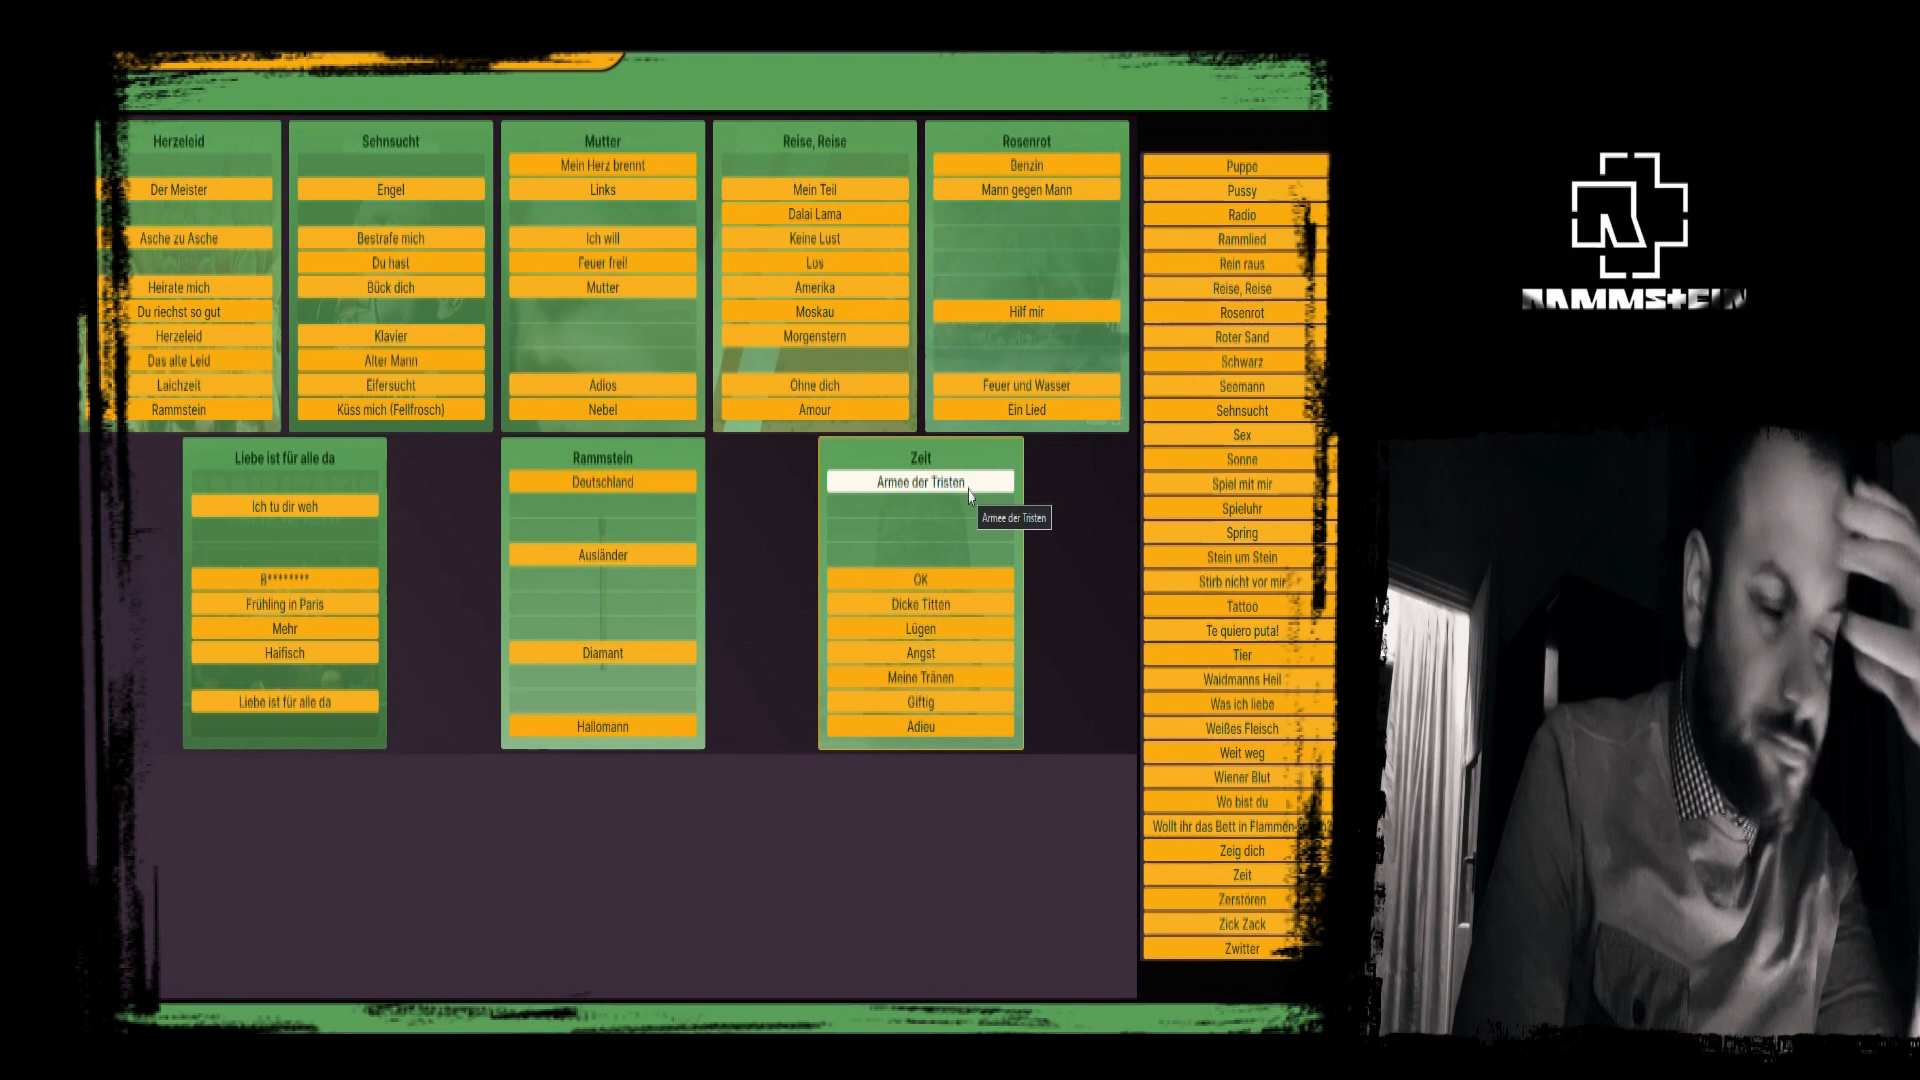 Herzeleid
Der Meister
Asche zu Asche
Heirate mich
Du riechst so gut
Herzeleid
Das alte Leid
Laichzeit
Rammstein
Sehnsucht
Engel
Bestrafe mich
Du hast
Bück dich
Klavier
Alter Mann
Eifersucht
Küss mich (Fellfrosch)
Mutter
Mein Herz brennt
Links
Ich will
Feuer frei!
Mutter
Adios
Nebel
Reise, Reise
Mein Teil
Dalai Lama
Keine Lust
Los
Amerika
Moskau
Morgenstern
Ohne dich
Amour
Rosenrot
Benzin
Mann gegen Mann
Hilf mir
Feuer und Wasser
Ein Lied
Liebe ist für alle da
Ich tu dir weh
B********
Frühling in Paris
Mehr
Haifisch
Liebe ist für alle da
Rammstein
Deutschland
Ausländer
Diamant
Hallomann
Zeit
Armee der Tristen
Armee der Tristen
OK
Dicke Titten
Lügen
Angst
Meine Tränen
Giftig
Adieu
Puppe
Pussy
Radio
Rammlied
Rein raus
Reise, Reise
Rosenrot
Roter Sand
Schwarz
Seemann
Sehnsucht
Sex
Sonne
Spiel mit mir
Spieluhr
Spring
Stein um Stein
Stirb nicht vor mir
Tattoo
Te quiero puta!
Tier
Waidmanns Heil
Was ich liebe
Weißes Fleisch
Weit weg
Wiener Blut
Wo bist du
Wollt ihr das Bett in Flammen
Zeig dich
Zeit
Zerstören
Zick Zack
Zwitter
RAMMSTEIN